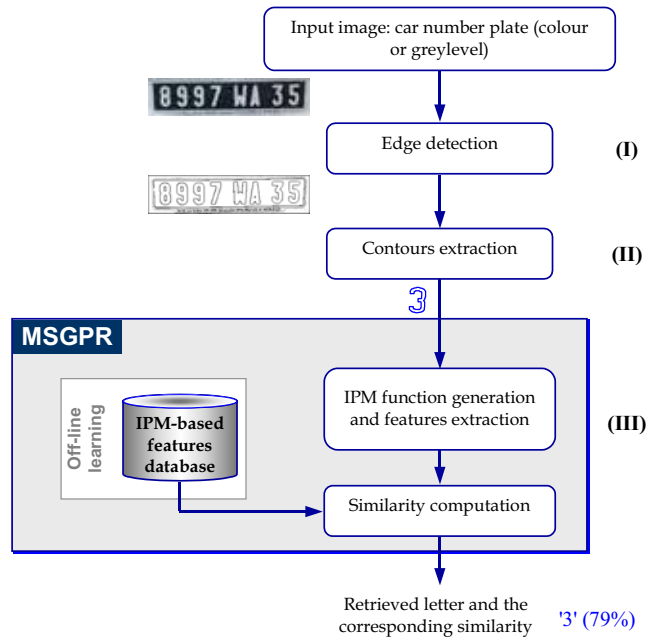 Input image: car number plate (colour
or greylevel)
8997 WA 35
Edge detection
(I)
8997 WA 35
Contours extraction
(II)
3
MSGPR
Off-line
learning
IPM-based
features
database
IPM function generation
and features extraction
(III)
Similarity computation
Retrieved letter and the
corresponding similarity
'3' (79%)